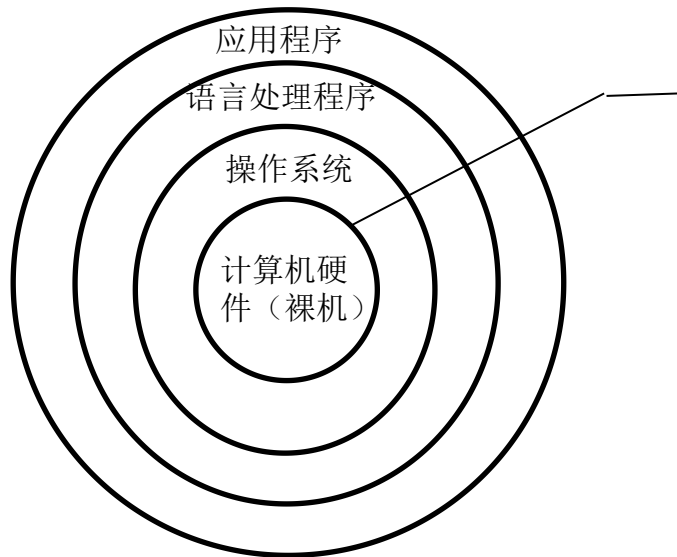 应用程序
语言处理程序
操作系统
计算机硬
件（裸机）